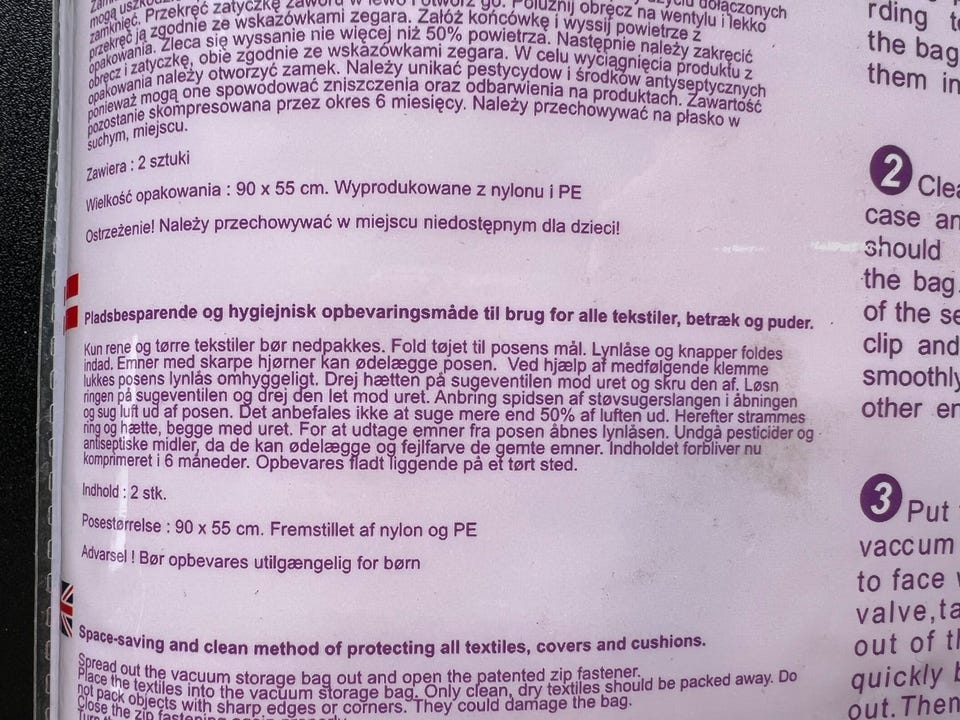 dołączonych
mogą
zamknięć. Przekręć zatyczkę zaworu w lewo i otwórz go. Poluźnij obręcz na wentylu i lekko
przekręć ją zgodnie ze wskazówkami zegara. Załóż końcówkę i wyssij powietrze z
opakowania. Zleca się wyssanie nie więcej niż 50% powietrza. Następnie należy zakręcić
obręcz i zatyczkę, obie zgodnie ze wskazówkami zegara. W celu wyciągnięcia produktu z
opakowania należy otworzyć zamek. Należy unikać pestycydow i środków antyseptycznych
ponieważ mogą one spowodować zniszczenia oraz odbarwienia na produktach. Zawartość
pozostanie skompresowana przez okres 6 miesięcy. Należy przechowywać na płasko w
suchym, miejscu.
Zawiera : 2 sztuki
Wielkość opakowania : 90 x 55 cm. Wyprodukowane z nylonu i PE
Ostrzeżenie! Należy przechowywać w miejscu niedostępnym dla dzieci!
Pladsbesparende og hygiejnisk opbevaringsmåde til brug for alle tekstiler, betræk og puder.
Kun rene og tørre tekstiler bør nedpakkes. Fold tøjet til posens mål. Lynlåse og knapper foldes
indad. Emner med skarpe hjørner kan ødelægge posen. Ved hjælp af medfølgende klemme
lukkes posens lynlås omhyggeligt. Drej hætten på sugeventilen mod uret og skru den af. Løsn
ringen på sugeventilen og drej den let mod uret. Anbring spidsen af støvsugerslangen i åbningen
og sug luft ud af posen. Det anbefales ikke at suge mere end 50% af luften ud. Herefter strammes
ring og hætte, begge med uret. For at udtage emner fra posen åbnes lynlåsen. Undgå pesticider og
antiseptiske midler, da de kan ødelægge og fejlfarve de gemte emner. Indholdet forbliver nu
komprimeret i 6 måneder. Opbevares fladt liggende på et tørt sted.
Indhold : 2 stk.
Posestørrelse : 90 x 55 cm. Fremstillet af nylon og PE
Advarsel ! Bør opbevares utilgængelig for børn
Space-saving and clean method of protecting all textiles, covers and cushions.
Spread out the vacuum storage bag out and open the patented zip fastener.
Place the textiles into the vacuum storage bag. Only clean, dry textiles should be packed away. Do
not pack objects with sharp edges or corners. They could damage the bag.
Close the zip fastening again properly.
rding to
the bag
them in
2 Clea
case an
should
the bag.
of the se
clip and
smoothly
other en
3 Put
vaccum
to face
valve,ta
out of th
quickly b
out.Then